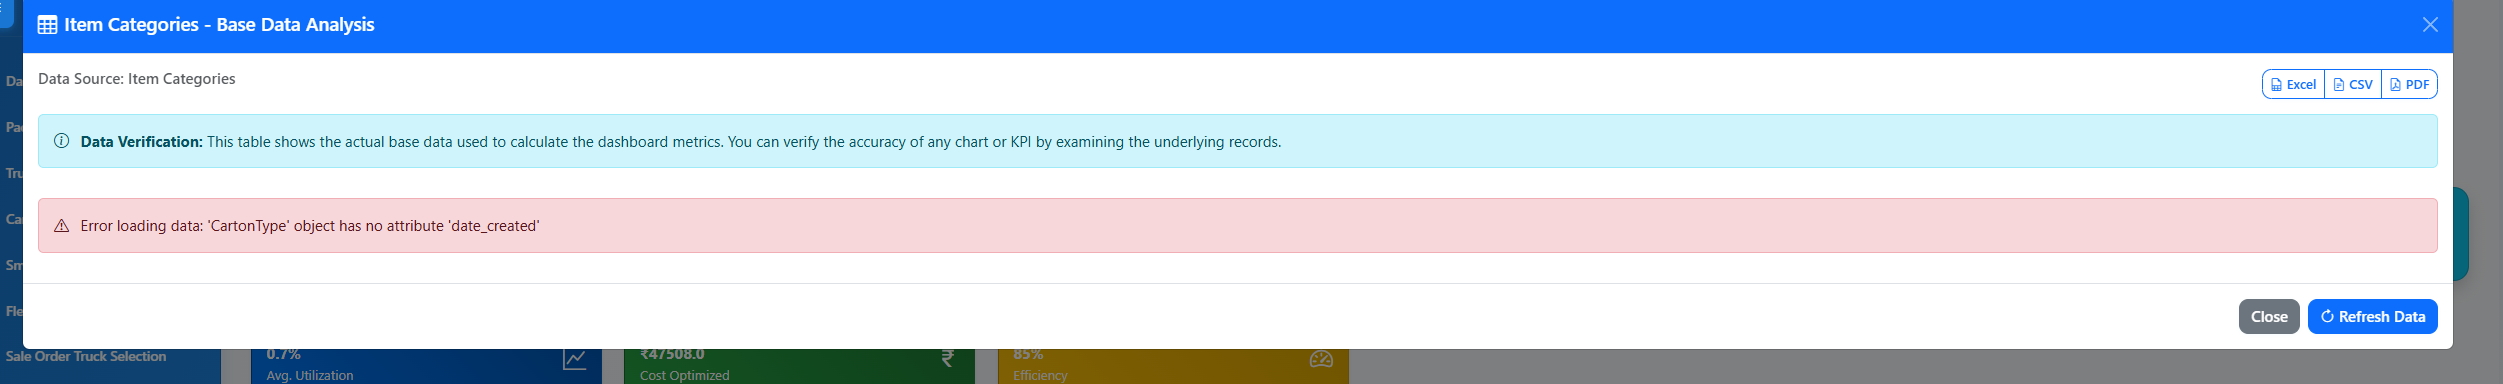 Item Categories - Base Data Analysis
Data Source: Item Categories
Excel CSV PDF
Data Verification: This table shows the actual base data used to calculate the dashboard metrics. You can verify the accuracy of any chart or KPI by examining the underlying records.
Error loading data: 'CartonType' object has no attribute 'date_created'
Close Refresh Data
Da
Pac
Tru
Car
Sm
Fle
Sale Order Truck Selection
0.7%
Avg. Utilization
₹47508.0
₹
Cost Optimized
85%
Efficiency